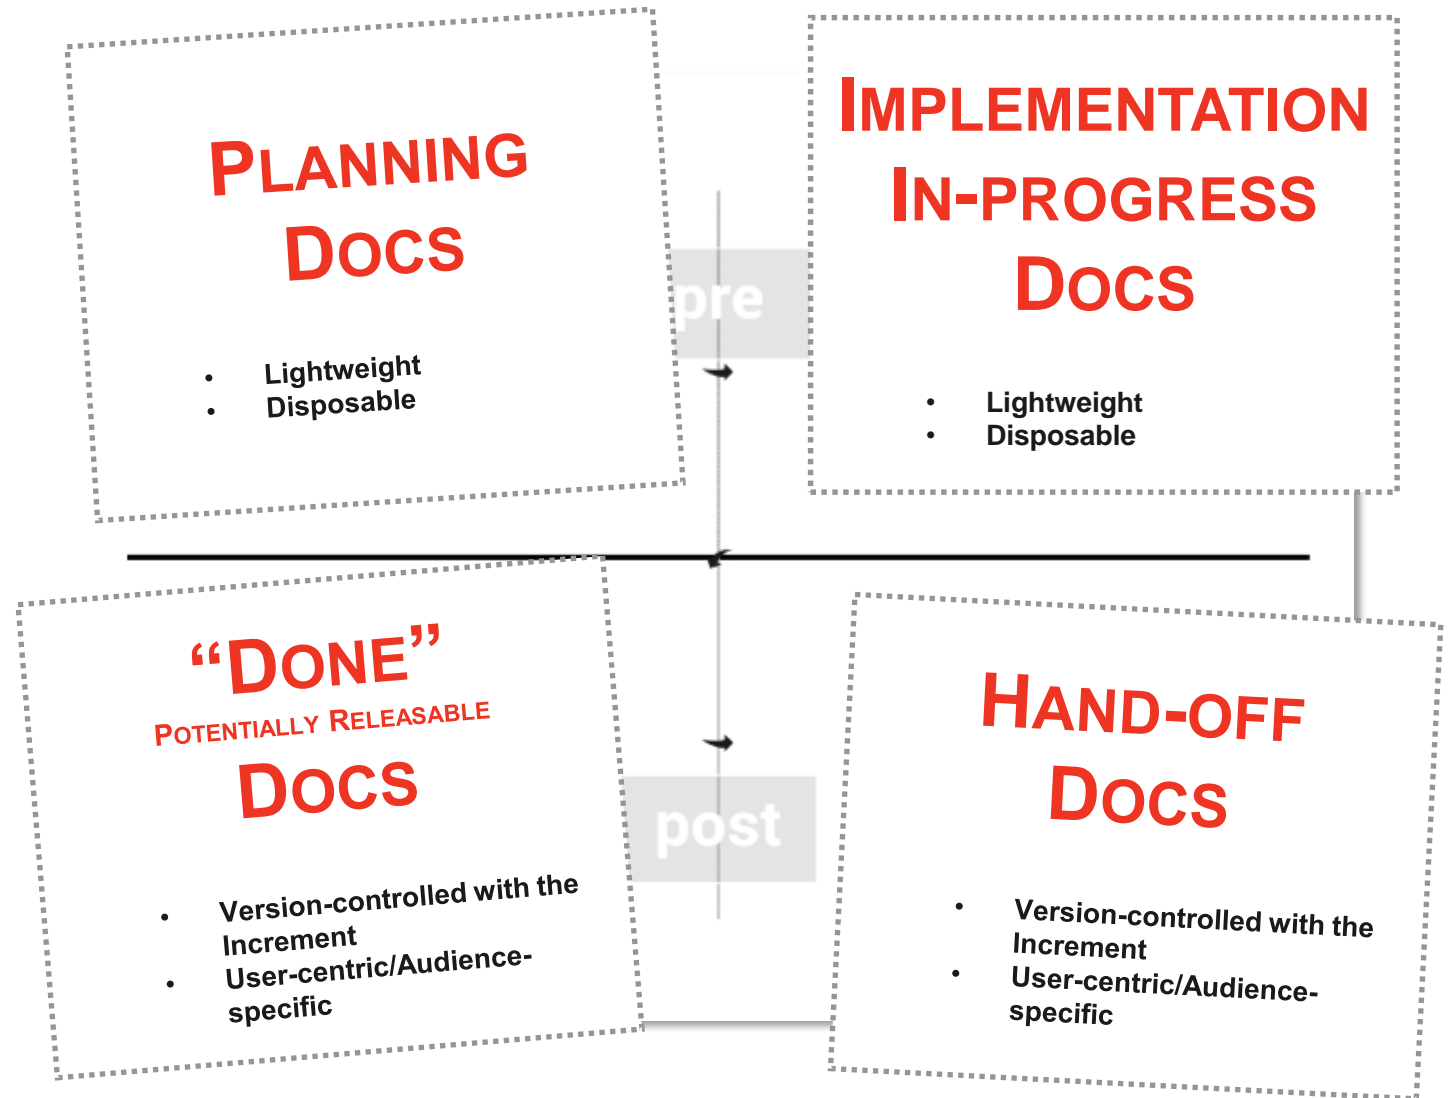 PLANNING
DOCS
• Lightweight
• Disposable
IMPLEMENTATION
IN-PROGRESS
DOCS
• Lightweight
• Disposable
pre
“DONE”
POTENTIALLY RELEASABLE
DOCS
• Version-controlled with the
Increment
• User-centric/Audience-
specific
post
HAND-OFF
DOCS
• Version-controlled with the
Increment
• User-centric/Audience-
specific